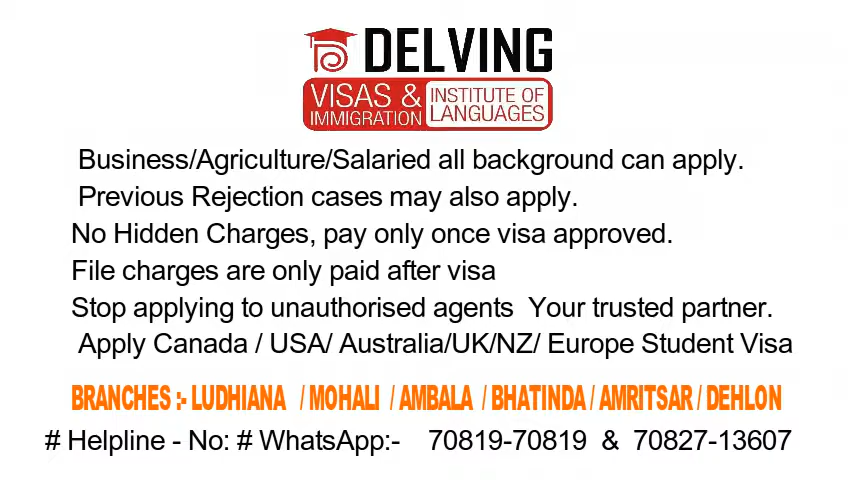 DELVING
VISAS & IMMIGRATION
INSTITUTE OF LANGUAGES
Business/Agriculture/Salaried all background can apply.
Previous Rejection cases may also apply.
No Hidden Charges, pay only once visa approved.
File charges are only paid after visa
Stop applying to unauthorised agents  Your trusted partner.
Apply Canada / USA/ Australia/UK/NZ/ Europe Student Visa
BRANCHES :- LUDHIANA  / MOHALI  / AMBALA  / BHATINDA / AMRITSAR / DEHLON
# Helpline - No: # WhatsApp:-    70819-70819  &  70827-13607